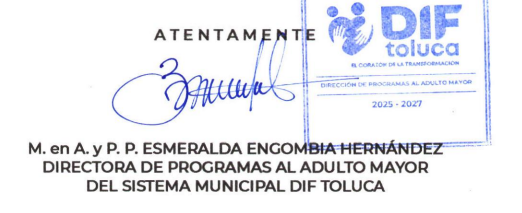 ATENTAMENTE
DIF
toluca
EL CORAZÓN DE LA TRANSFORMACIÓN
DIRECCIÓN DE PROGRAMAS AL ADULTO MAYOR
2025 - 2027
M. en A. y P. P. ESMERALDA ENGOMBIA HERNÁNDEZ
DIRECTORA DE PROGRAMAS AL ADULTO MAYOR
DEL SISTEMA MUNICIPAL DIF TOLUCA